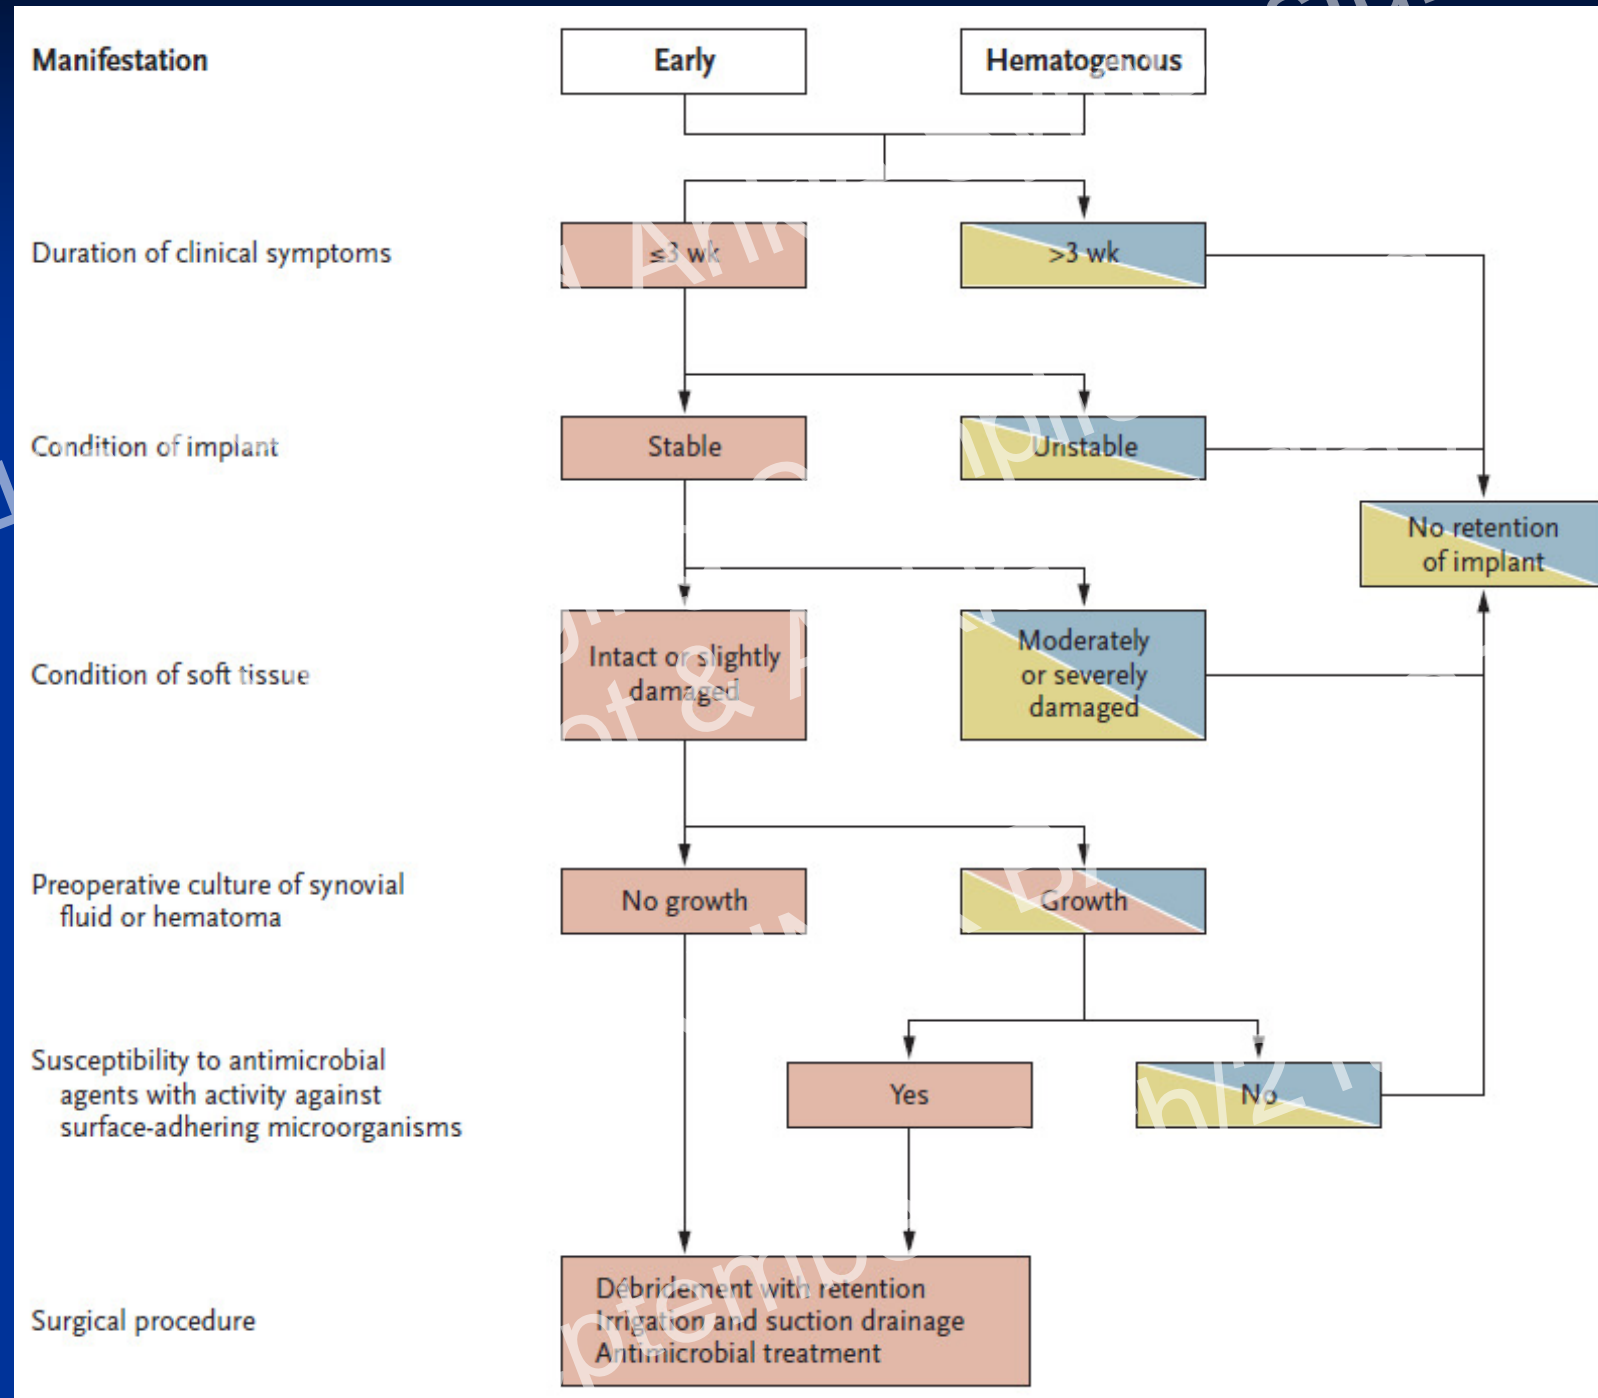 Manifestation
Early
Hematogenous
Duration of clinical symptoms
≤3 wk
>3 wk
Condition of implant
Stable
Unstable
No retention
of implant
Condition of soft tissue
Intact or slightly
damaged
Moderately
or severely
damaged
Preoperative culture of synovial
fluid or hematoma
No growth
Growth
Susceptibility to antimicrobial
agents with activity against
surface-adhering microorganisms
Yes
No
Surgical procedure
Débridement with retention
Irrigation and suction drainage
Antimicrobial treatment